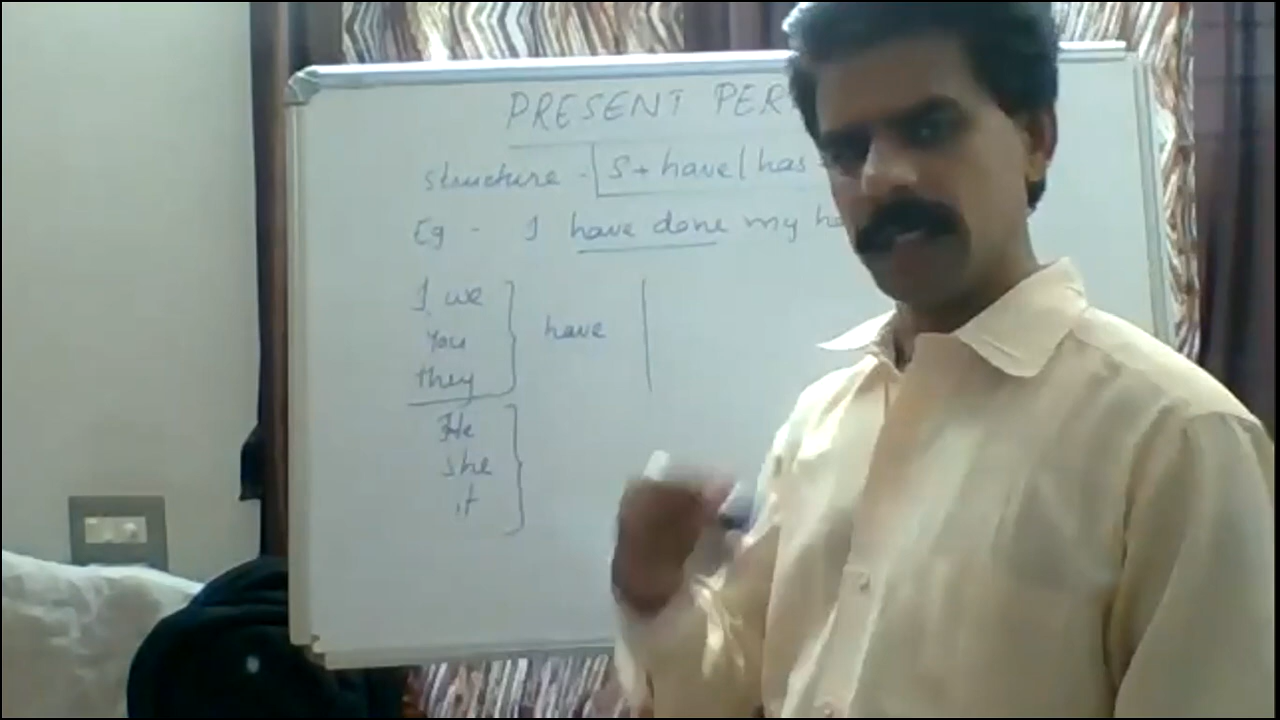 PRESENT PER
structure - S + have / has
Eg - I have done my
I we
You
they
have
He
she
it